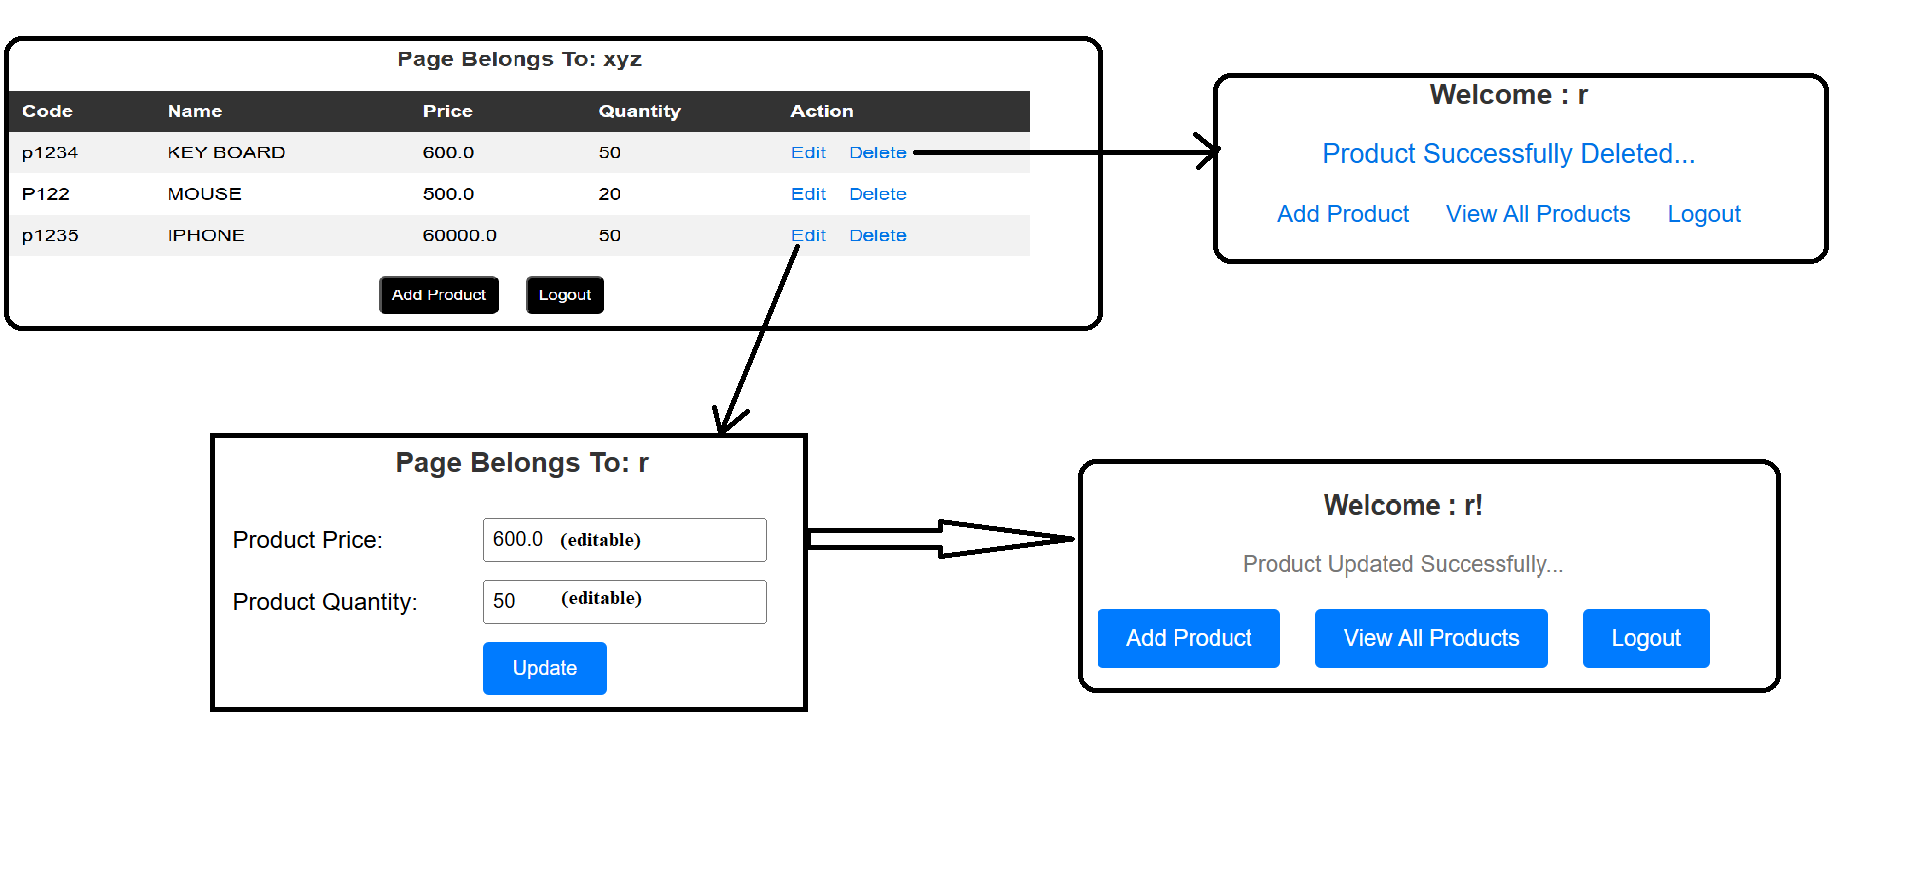 Page Belongs To: xyz
Code Name Price Quantity Action
p1234 KEY BOARD 600.0 50 Edit Delete
P122 MOUSE 500.0 20 Edit Delete
p1235 IPHONE 60000.0 50 Edit Delete
Add Product Logout
Welcome : r
Product Successfully Deleted...
Add Product View All Products Logout
Page Belongs To: r
Product Price: 600.0 (editable)
Product Quantity: 50 (editable)
Update
Welcome : r!
Product Updated Successfully...
Add Product View All Products Logout